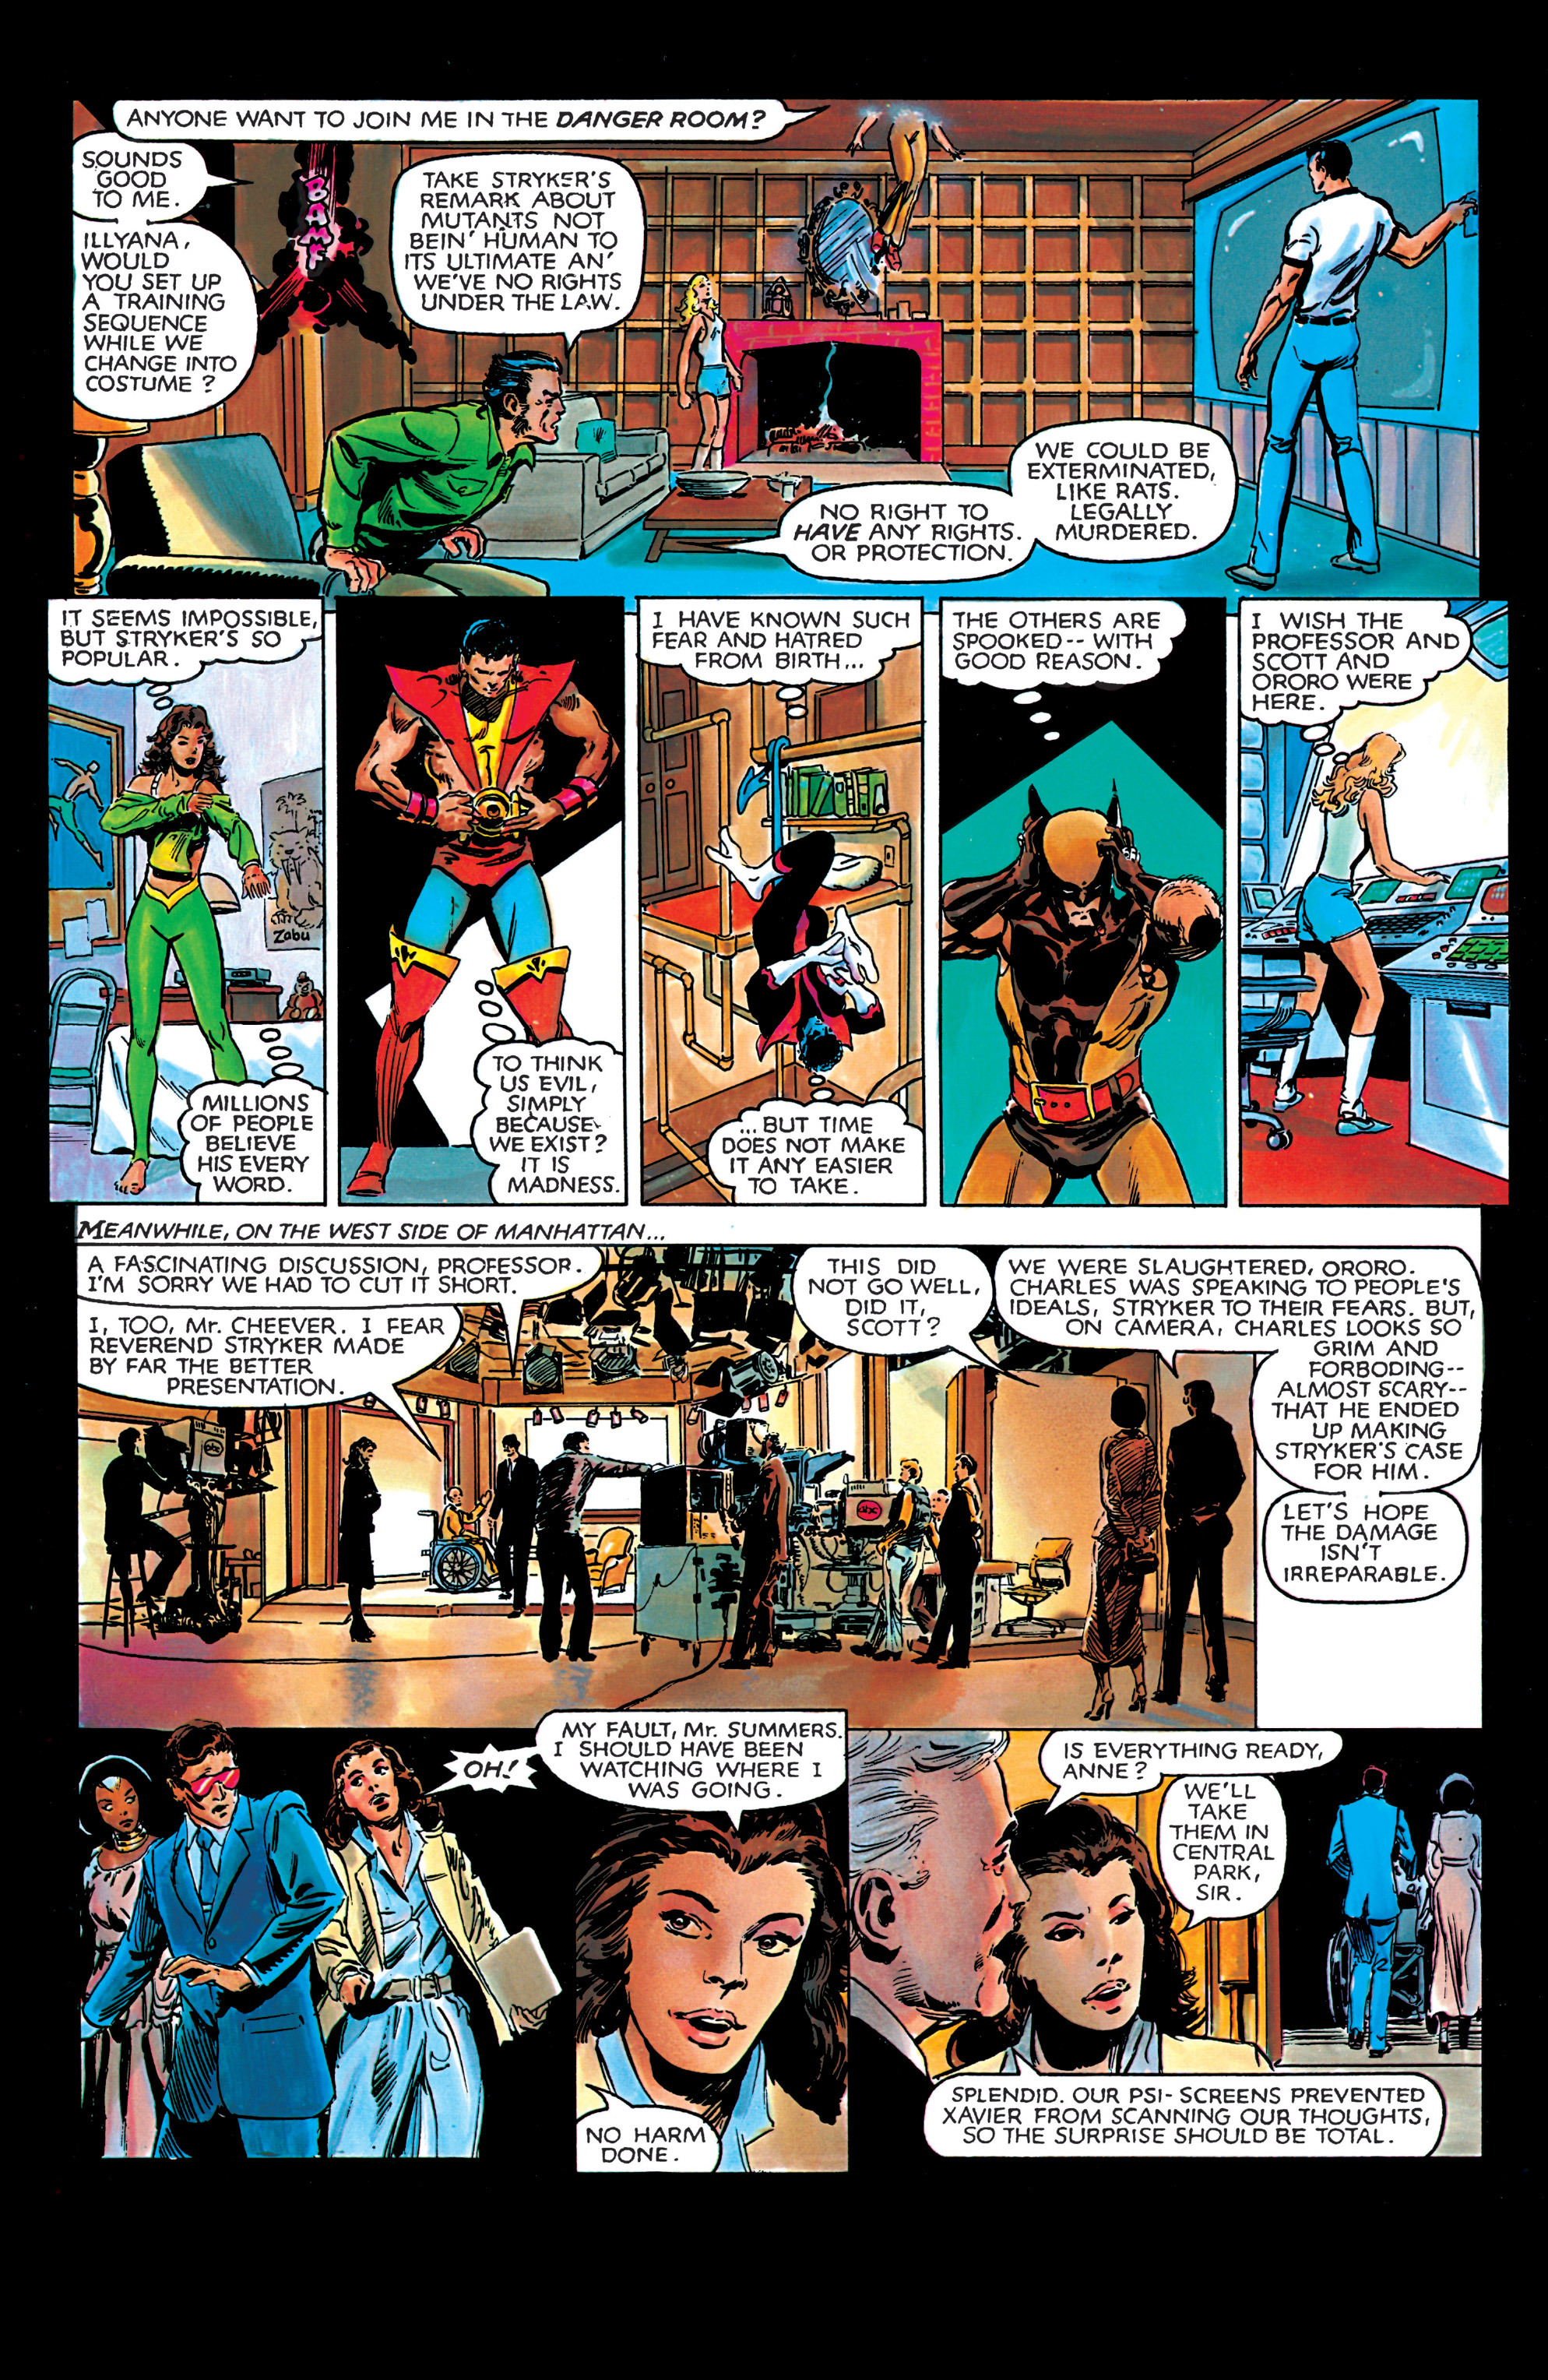 ANYONE WANT TO JOIN ME IN THE DANGER ROOM?
SOUNDS
GOOD
TO ME.
ILLYANA,
WOULD
YOU SET UP
A TRAINING
SEQUENCE
WHILE WE
CHANGE INTO
COSTUME?
BAMF
TAKE STRYKER'S
REMARK ABOUT
MUTANTS NOT
BEIN' HUMAN TO
ITS ULTIMATE AN'
WE'VE NO RIGHTS
UNDER THE LAW.
NO RIGHT TO
HAVE ANY RIGHTS.
OR PROTECTION.
WE COULD BE
EXTERMINATED,
LIKE RATS.
LEGALLY
MURDERED.
IT SEEMS IMPOSSIBLE,
BUT STRYKER'S SO
POPULAR.
Zabu
MILLIONS
OF PEOPLE
BELIEVE
HIS EVERY
WORD.
TO THINK
US EVIL,
SIMPLY
BECAUSE
WE EXIST?
IT IS
MADNESS.
I HAVE KNOWN SUCH
FEAR AND HATRED
FROM BIRTH...
...BUT TIME
DOES NOT MAKE
IT ANY EASIER
TO TAKE.
THE OTHERS ARE
SPOOKED-- WITH
GOOD REASON.
I WISH THE
PROFESSOR AND
SCOTT AND
ORORO WERE
HERE.
MEANWHILE, ON THE WEST SIDE OF MANHATTAN...
A FASCINATING DISCUSSION, PROFESSOR.
I'M SORRY WE HAD TO CUT IT SHORT.
I, TOO, Mr. CHEEVER. I FEAR
REVEREND STRYKER MADE
BY FAR THE BETTER
PRESENTATION.
abc
abc
THIS DID
NOT GO WELL,
DID IT,
SCOTT?
WE WERE SLAUGHTERED, ORORO.
CHARLES WAS SPEAKING TO PEOPLE'S
IDEALS, STRYKER TO THEIR FEARS. BUT,
ON CAMERA, CHARLES LOOKS SO
GRIM AND
FORBODING--
ALMOST SCARY--
THAT HE ENDED
UP MAKING
STRYKER'S CASE
FOR HIM.
LET'S HOPE
THE DAMAGE
ISN'T
IRREPARABLE.
OH!
MY FAULT, Mr. SUMMERS.
I SHOULD HAVE BEEN
WATCHING WHERE I
WAS GOING.
NO HARM
DONE.
IS EVERYTHING READY,
ANNE?
WE'LL
TAKE
THEM IN
CENTRAL
PARK,
SIR.
SPLENDID. OUR PSI-SCREENS PREVENTED
XAVIER FROM SCANNING OUR THOUGHTS,
SO THE SURPRISE SHOULD BE TOTAL.